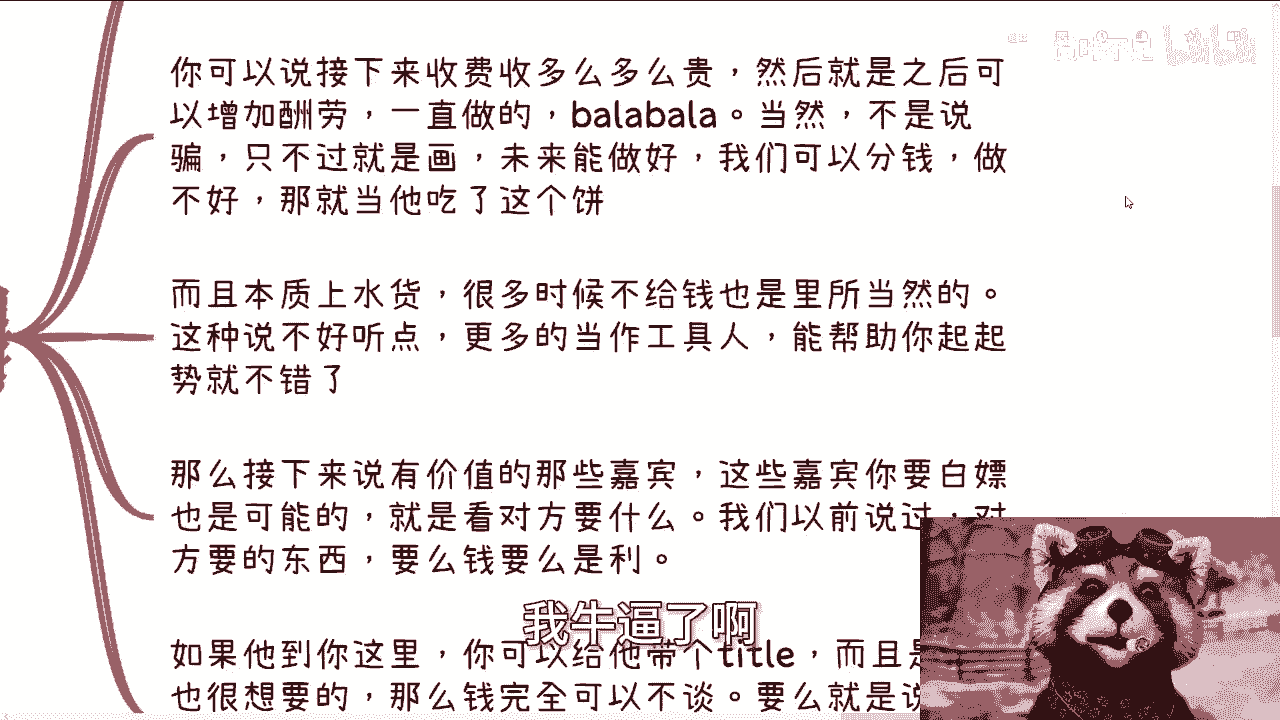 你可以说接下来收费收多么多么贵，然后就是之后可
以增加酬劳，一直做的，balabala。当然，不是说
骗，只不过就是画，未来能做好，我们可以分钱，做
不好，那就当他吃了这个饼
而且本质上水货，很多时候不给钱也是里所当然的。
这种说不好听点，更多的当作工具人，能帮助你起起
势就不错了
那么接下来说有价值的那些嘉宾，这些嘉宾你要白嫖
也是可能的，就是看对方要什么。我们以前说过，对
方要的东西，要么钱要么是利。
我牛逼了啊
如果他到你这里，你可以给他带个title，而且是
也很想要的，那么钱完全可以不谈。要么就是说